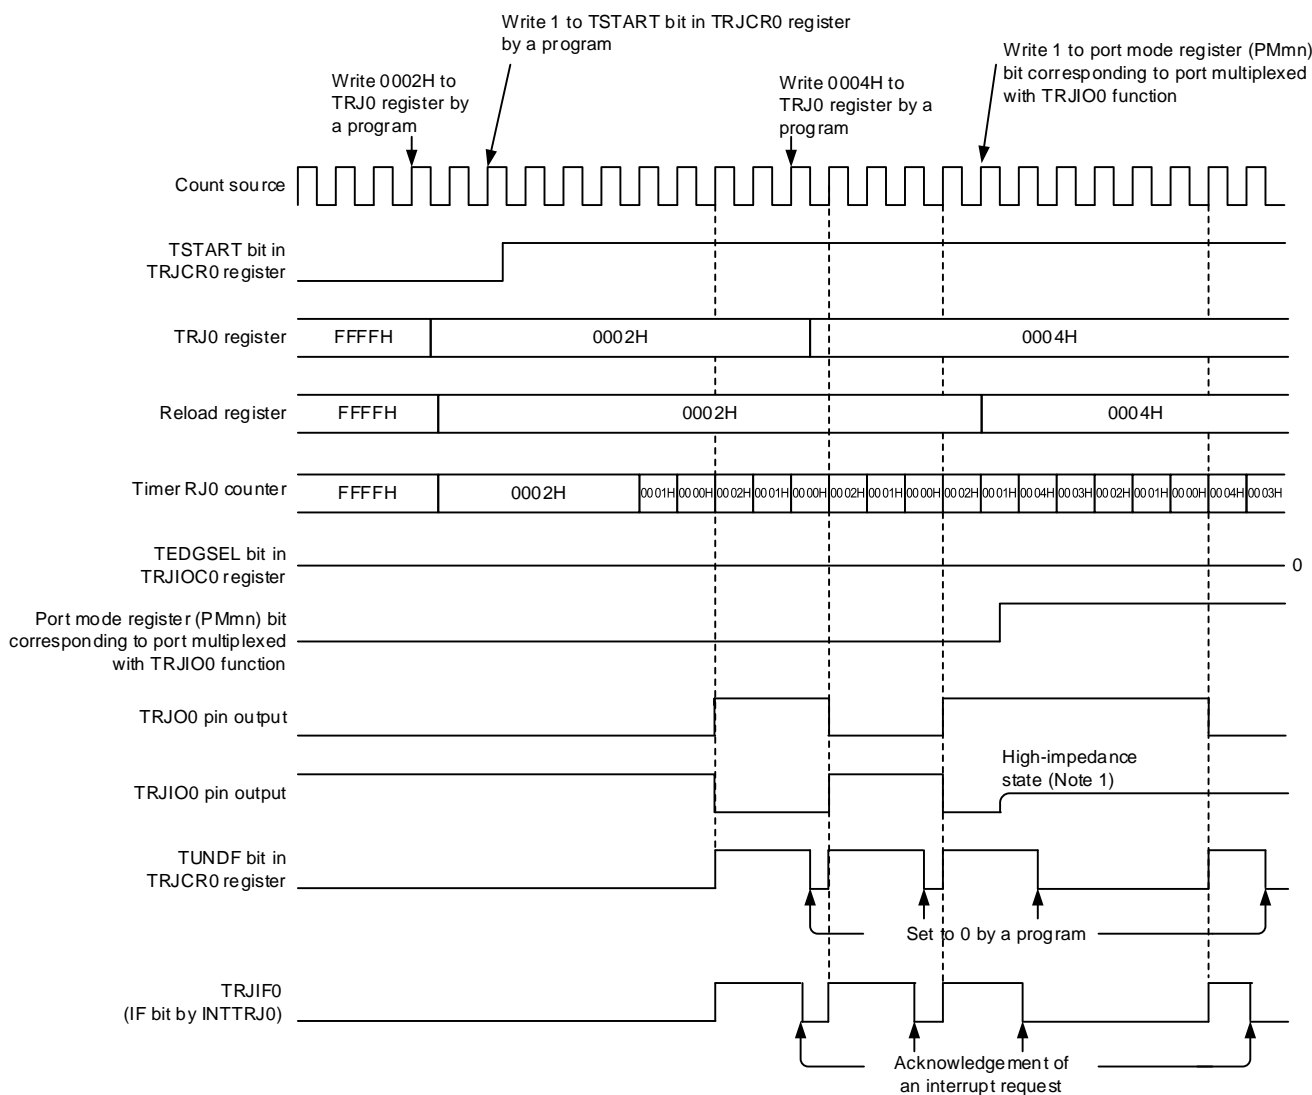 Write 1 to TSTART bit in TRJCR0 register
by a program
Write 1 to port mode register (PMmn)
bit corresponding to port multiplexed
with TRJIO0 function
Write 0002H to
TRJ0 register by
a program
Write 0004H to
TRJ0 register by a
program
Count source
TSTART bit in
TRJCR0 register
TRJ0 register
FFFFH 0002H 0004H
Reload register
FFFFH 0002H 0004H
Timer RJ0 counter
FFFFH 0002H 0001H 0000H 0002H 0001H 0000H 0002H 0001H 0000H 0002H 0001H 0004H 0003H 0002H 0001H 0000H 0004H 0003H
TEDGSEL bit in
TRJIOC0 register
0
Port mode register (PMmn) bit
corresponding to port multiplexed
with TRJIO0 function
TRJO0 pin output
High-impedance
state (Note 1)
TRJIO0 pin output
TUNDF bit in
TRJCR0 register
Set to 0 by a program
TRJIF0
(IF bit by INTTRJ0)
Acknowledgement of
an interrupt request